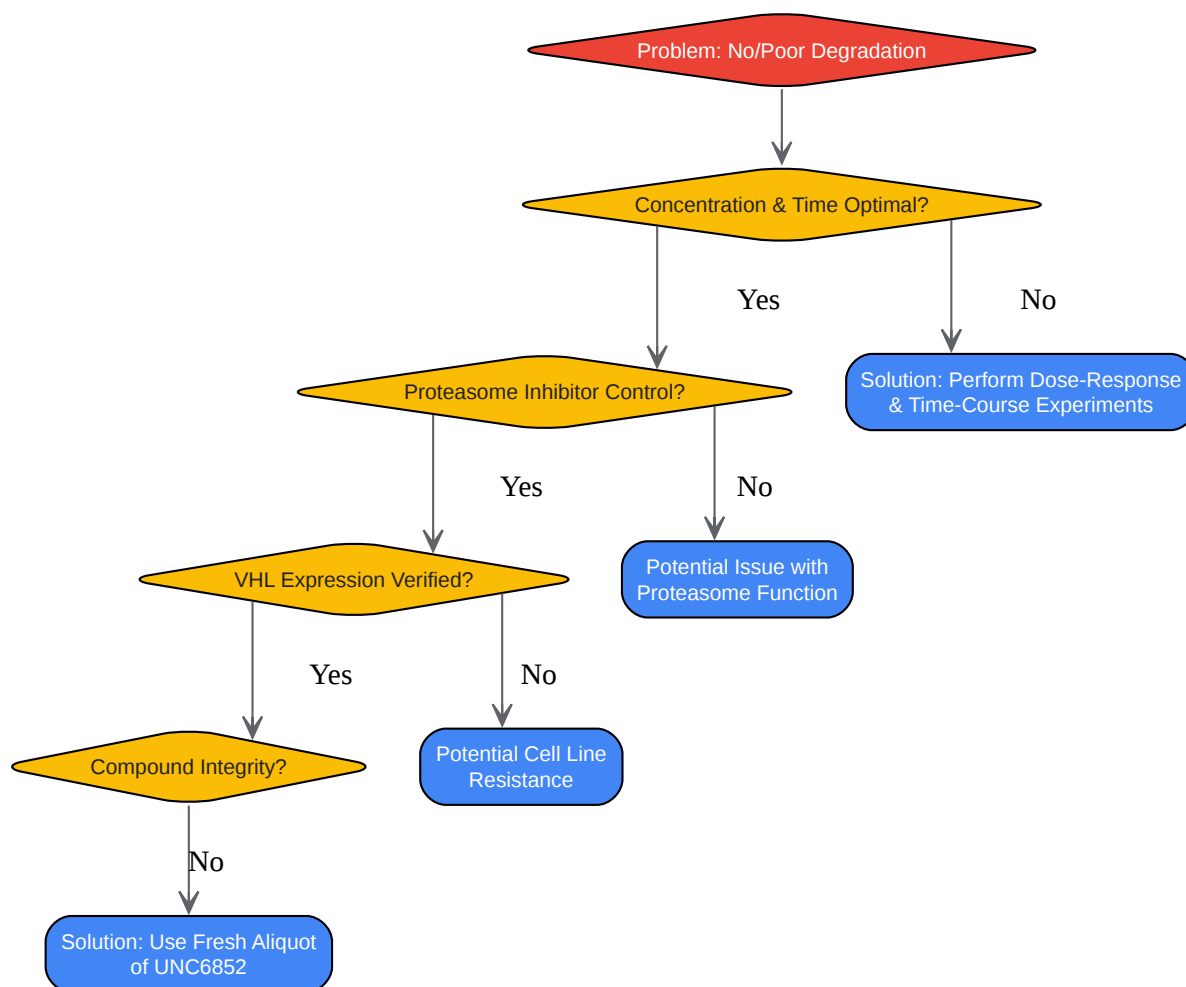 Problem: No/Poor Degradation
Concentration & Time Optimal?
Yes
No
Proteasome Inhibitor Control?
Solution: Perform Dose-Response
& Time-Course Experiments
Yes
No
VHL Expression Verified?
Potential Issue with
Proteasome Function
Yes
No
Compound Integrity?
Potential Cell Line
Resistance
No
Solution: Use Fresh Aliquot
of UNC6852